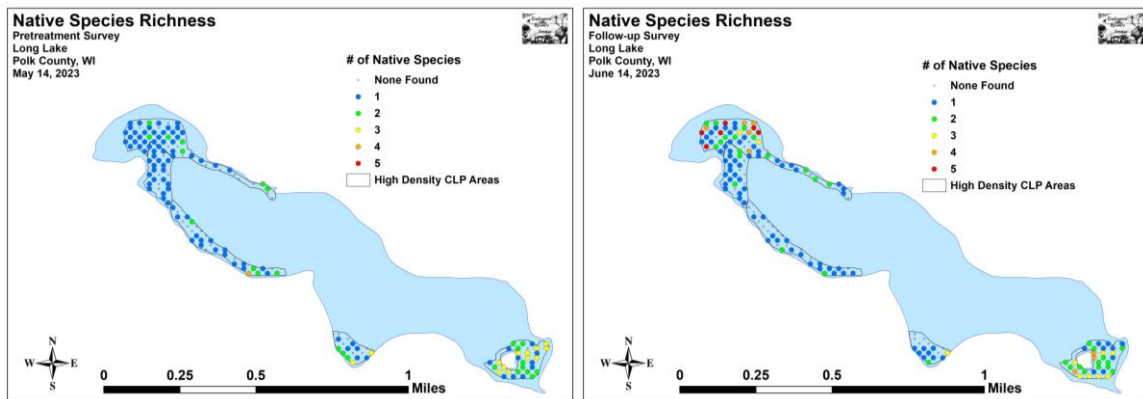 Native Species Richness
Pretreatment Survey
Long Lake
Polk County, WI
May 14, 2023
# of Native Species
None Found
1
2
3
4
5
High Density CLP Areas
N
W E
S
0 0.25 0.5 1
Miles
Native Species Richness
Follow-up Survey
Long Lake
Polk County, WI
June 14, 2023
# of Native Species
None Found
1
2
3
4
5
High Density CLP Areas
N
W E
S
0 0.25 0.5 1
Miles